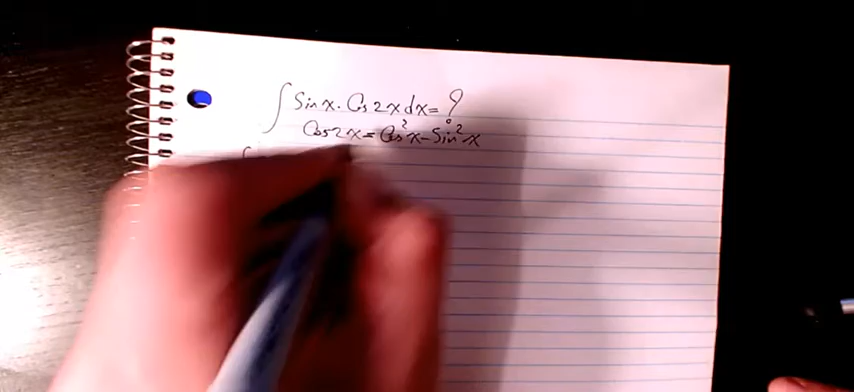 ∫ Sin x · Cos 2x dx = ?
Cos 2x = Cos²x - Sin²x
∫